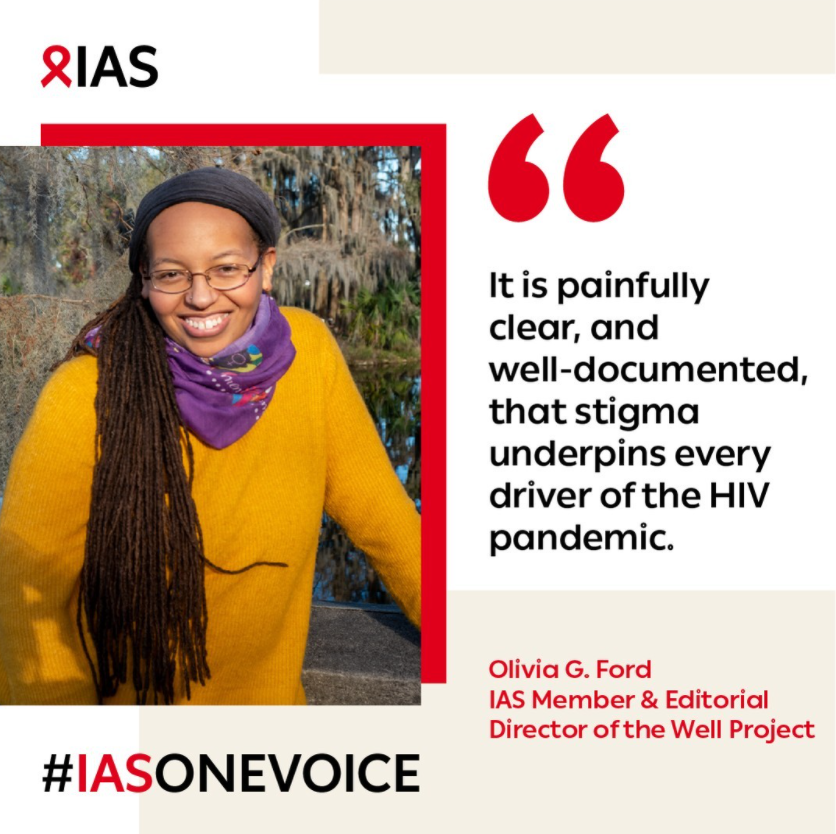 IAS
It is painfully
clear, and
well-documented,
that stigma
underpins every
driver of the HIV
pandemic.
Olivia G. Ford
IAS Member & Editorial
Director of the Well Project
#IASONEVOICE